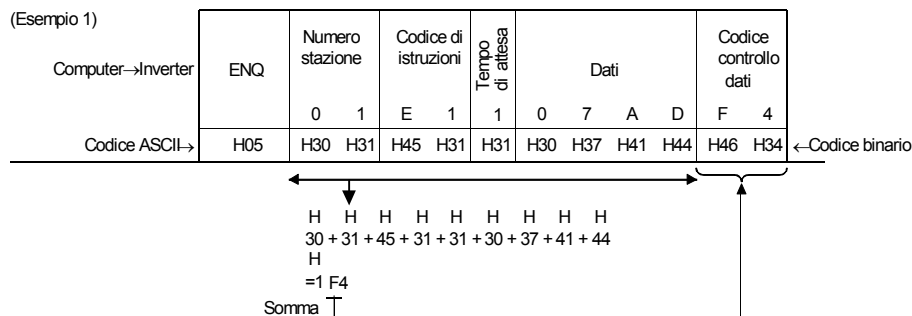 (Esempio 1)
Computer→Inverter
ENQ
Numero stazione
Codice di istruzioni
Tempo di attesa
Dati
Codice controllo dati
0 1 E 1 1 0 7 A D F 4
Codice ASCII→ H05 H30 H31 H45 H31 H31 H30 H37 H41 H44 H46 H34 ←Codice binario
H H H H H H H H H
30 + 31 + 45 + 31 + 31 + 30 + 37 + 41 + 44
H
=1 F4
Somma